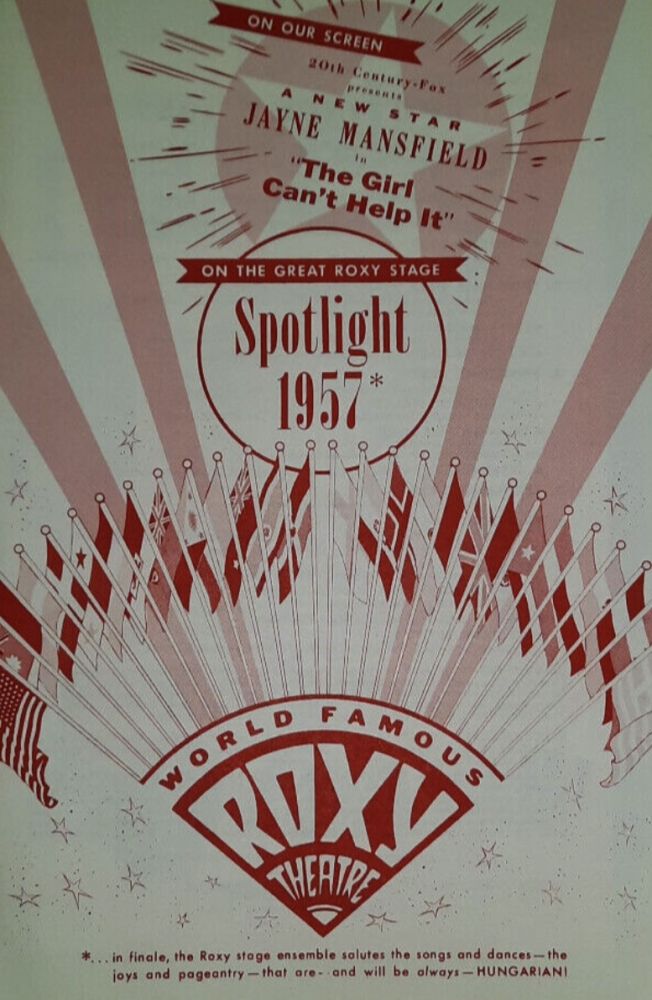 ON OUR SCREEN
20th Century-Fox
presents
A NEW STAR
JAYNE MANSFIELD
in
"The Girl
Can't Help It"
ON THE GREAT ROXY STAGE
Spotlight
1957*
WORLD FAMOUS
ROXY
THEATRE
*... in finale, the Roxy stage ensemble salutes the songs and dances—the
joys and pageantry—that are--and will be always—HUNGARIAN!